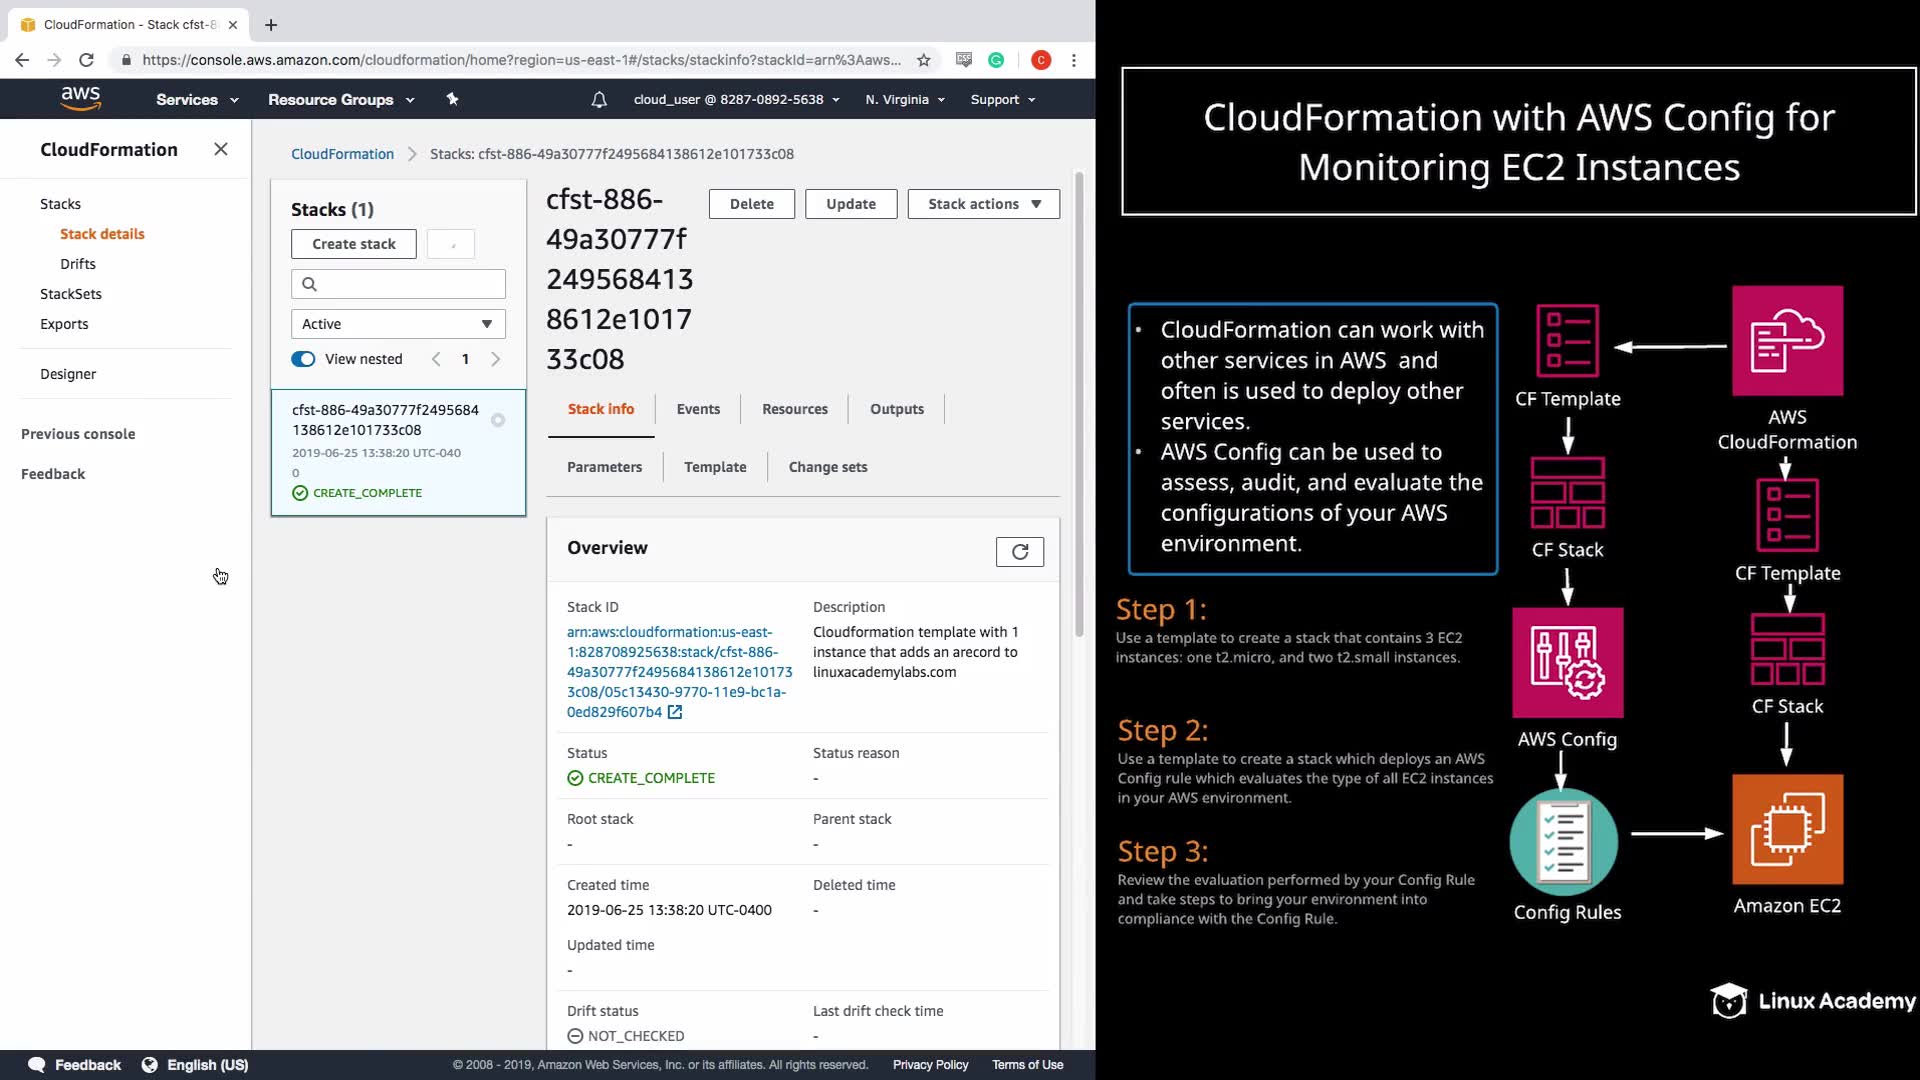 CloudFormation - Stack cfst-8
https://console.aws.amazon.com/cloudformation/home?region=us-east-1#/stacks/stackinfo?stackId=arn%3Aaws...
C
aws
Services
Resource Groups
cloud_user @ 8287-0892-5638
N. Virginia
Support
CloudFormation
Stacks
Stack details
Drifts
StackSets
Exports
Designer
Previous console
Feedback
CloudFormation
Stacks: cfst-886-49a30777f2495684138612e101733c08
Stacks (1)
Create stack
Active
View nested
1
cfst-886-49a30777f2495684
138612e101733c08
2019-06-25 13:38:20 UTC-040
0
CREATE_COMPLETE
cfst-886-
49a30777f
249568413
8612e1017
33c08
Delete
Update
Stack actions
Stack info
Events
Resources
Outputs
Parameters
Template
Change sets
Overview
Stack ID
arn:aws:cloudformation:us-east-
1:828708925638:stack/cfst-886-
49a30777f2495684138612e10173
3c08/05c13430-9770-11e9-bc1a-
0ed829f607b4
Description
Cloudformation template with 1
instance that adds an arecord to
linuxacademylabs.com
Status
CREATE_COMPLETE
Status reason
-
Root stack
-
Parent stack
-
Created time
2019-06-25 13:38:20 UTC-0400
Deleted time
-
Updated time
-
Drift status
NOT_CHECKED
Last drift check time
-
Feedback
English (US)
© 2008 - 2019, Amazon Web Services, Inc. or its affiliates. All rights reserved.
Privacy Policy
Terms of Use
CloudFormation with AWS Config for
Monitoring EC2 Instances
• CloudFormation can work with
other services in AWS and
often is used to deploy other
services.
• AWS Config can be used to
assess, audit, and evaluate the
configurations of your AWS
environment.
Step 1:
Use a template to create a stack that contains 3 EC2
instances: one t2.micro, and two t2.small instances.
Step 2:
Use a template to create a stack which deploys an AWS
Config rule which evaluates the type of all EC2 instances
in your AWS environment.
Step 3:
Review the evaluation performed by your Config Rule
and take steps to bring your environment into
compliance with the Config Rule.
CF Template
CF Stack
AWS Config
Config Rules
AWS
CloudFormation
CF Template
CF Stack
Amazon EC2
Linux Academy